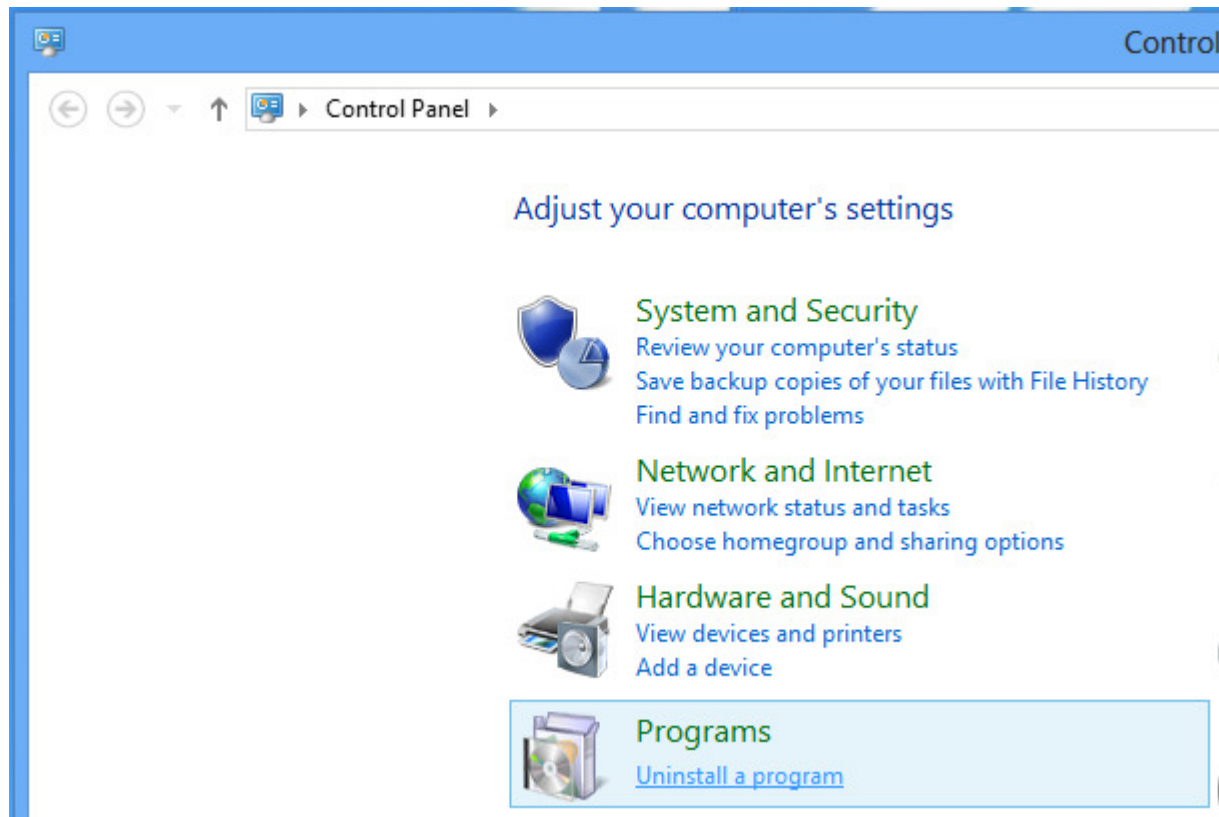 Control
Control Panel
Adjust your computer's settings
System and Security
Review your computer's status
Save backup copies of your files with File History
Find and fix problems
Network and Internet
View network status and tasks
Choose homegroup and sharing options
Hardware and Sound
View devices and printers
Add a device
Programs
Uninstall a program